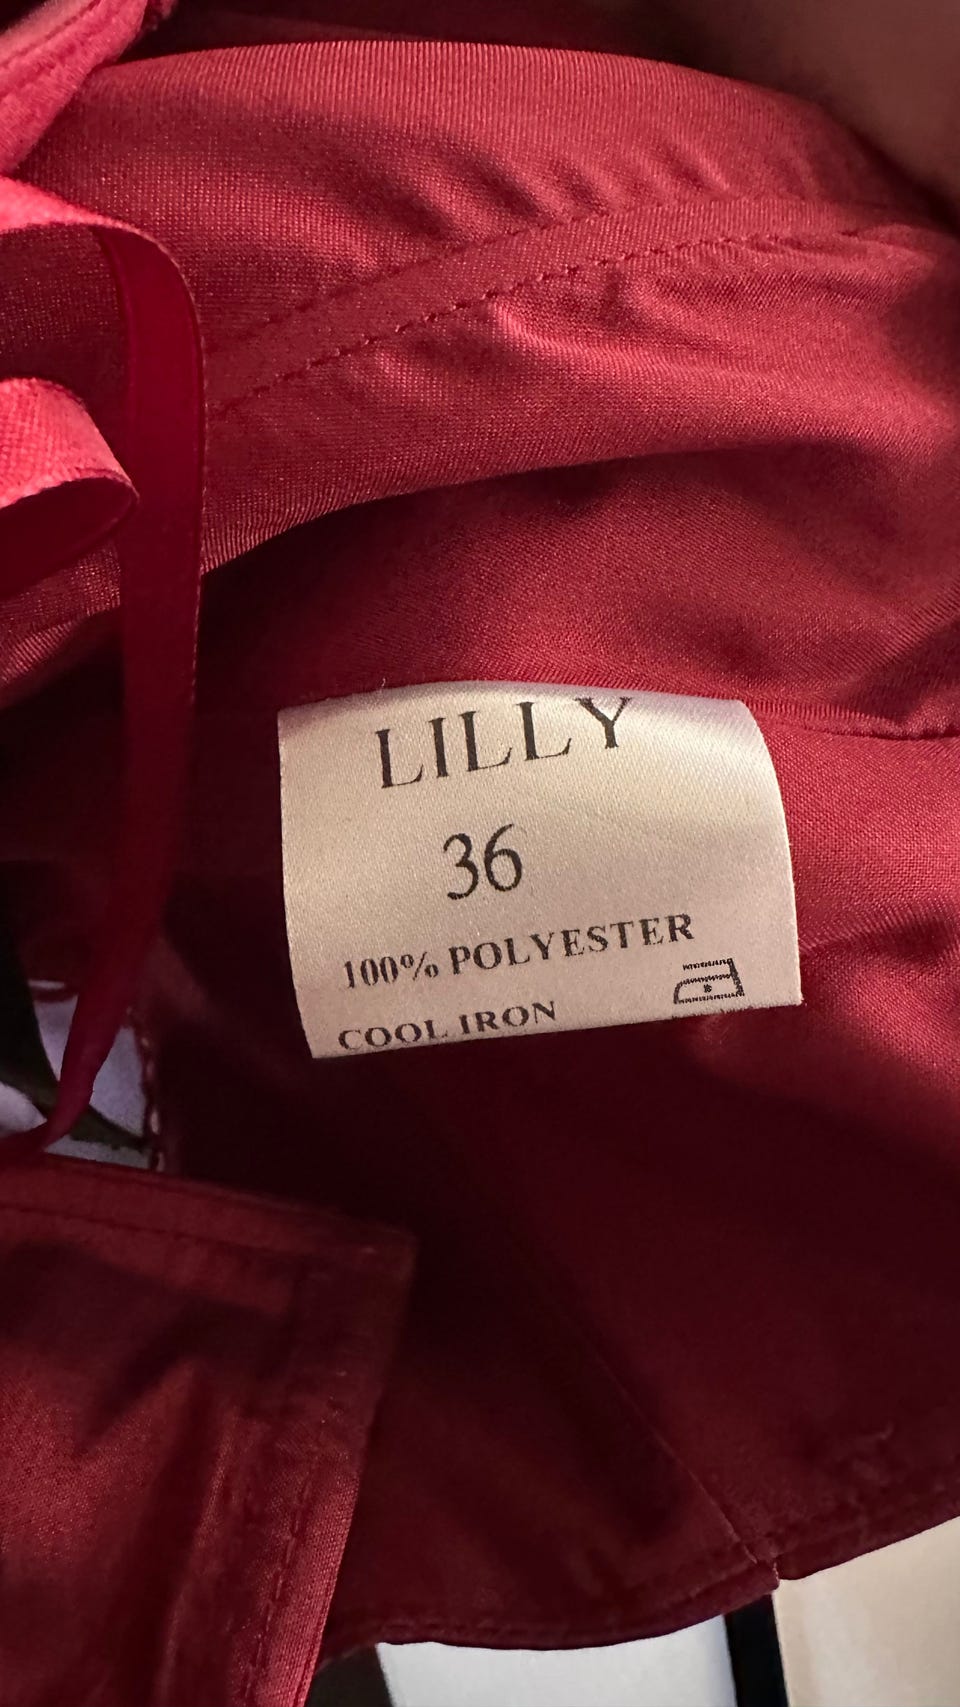 LILLY
36
100% POLYESTER
COOL IRON